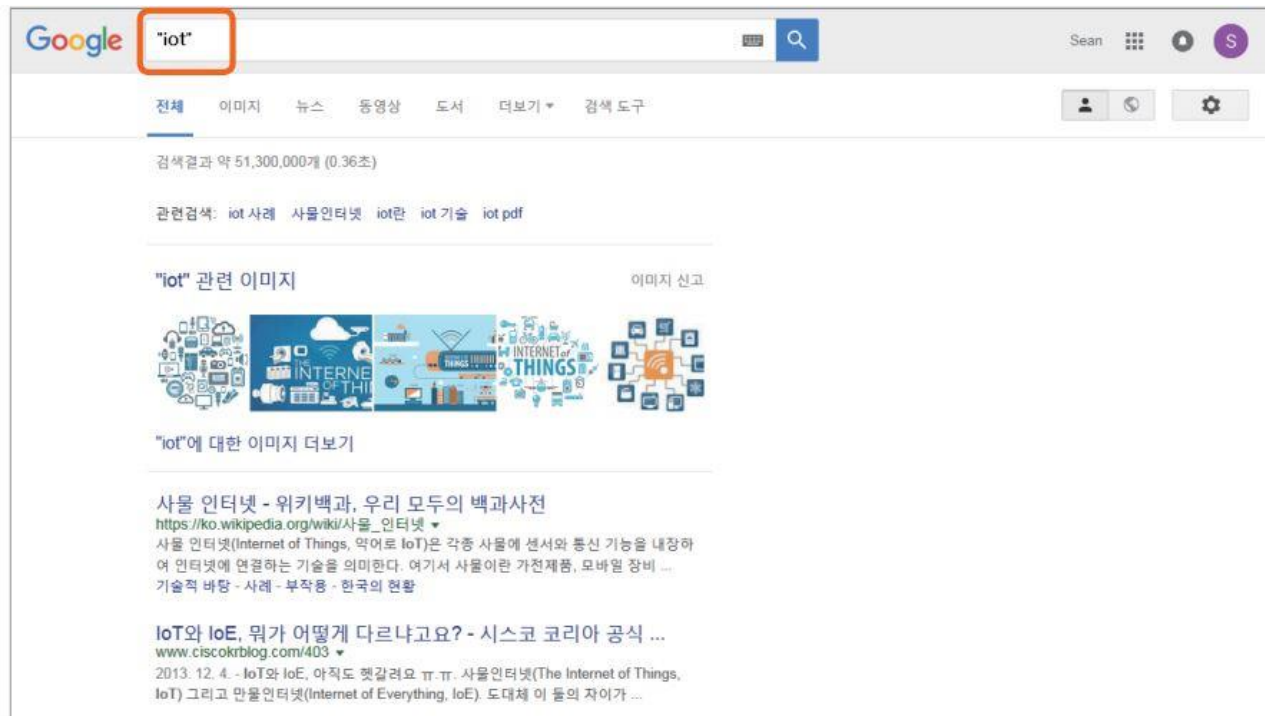 Google "iot" Sean S
전체 이미지 뉴스 동영상 도서 더보기 검색 도구
검색결과 약 51,300,000개 (0.36초)
관련검색: iot 사례 사물인터넷 iot란 iot 기술 iot pdf
"iot" 관련 이미지 이미지 신고
THE
INTERNE
OF THI
THINGS
INTERNET of
THINGS
"iot"에 대한 이미지 더보기
사물 인터넷 - 위키백과, 우리 모두의 백과사전
https://ko.wikipedia.org/wiki/사물_인터넷
사물 인터넷(Internet of Things, 약어로 IoT)은 각종 사물에 센서와 통신 기능을 내장하
여 인터넷에 연결하는 기술을 의미한다. 여기서 사물이란 가전제품, 모바일 장비 ...
기술적 바탕 - 사례 - 부작용 - 한국의 현황
IoT와 IoE, 뭐가 어떻게 다르냐고요? - 시스코 코리아 공식 ...
www.ciscokrblog.com/403
2013. 12. 4. - IoT와 IoE, 아직도 헷갈려요 ㅠ.ㅠ. 사물인터넷(The Internet of Things,
IoT) 그리고 만물인터넷(Internet of Everything, IoE). 도대체 이 둘의 차이가 ...